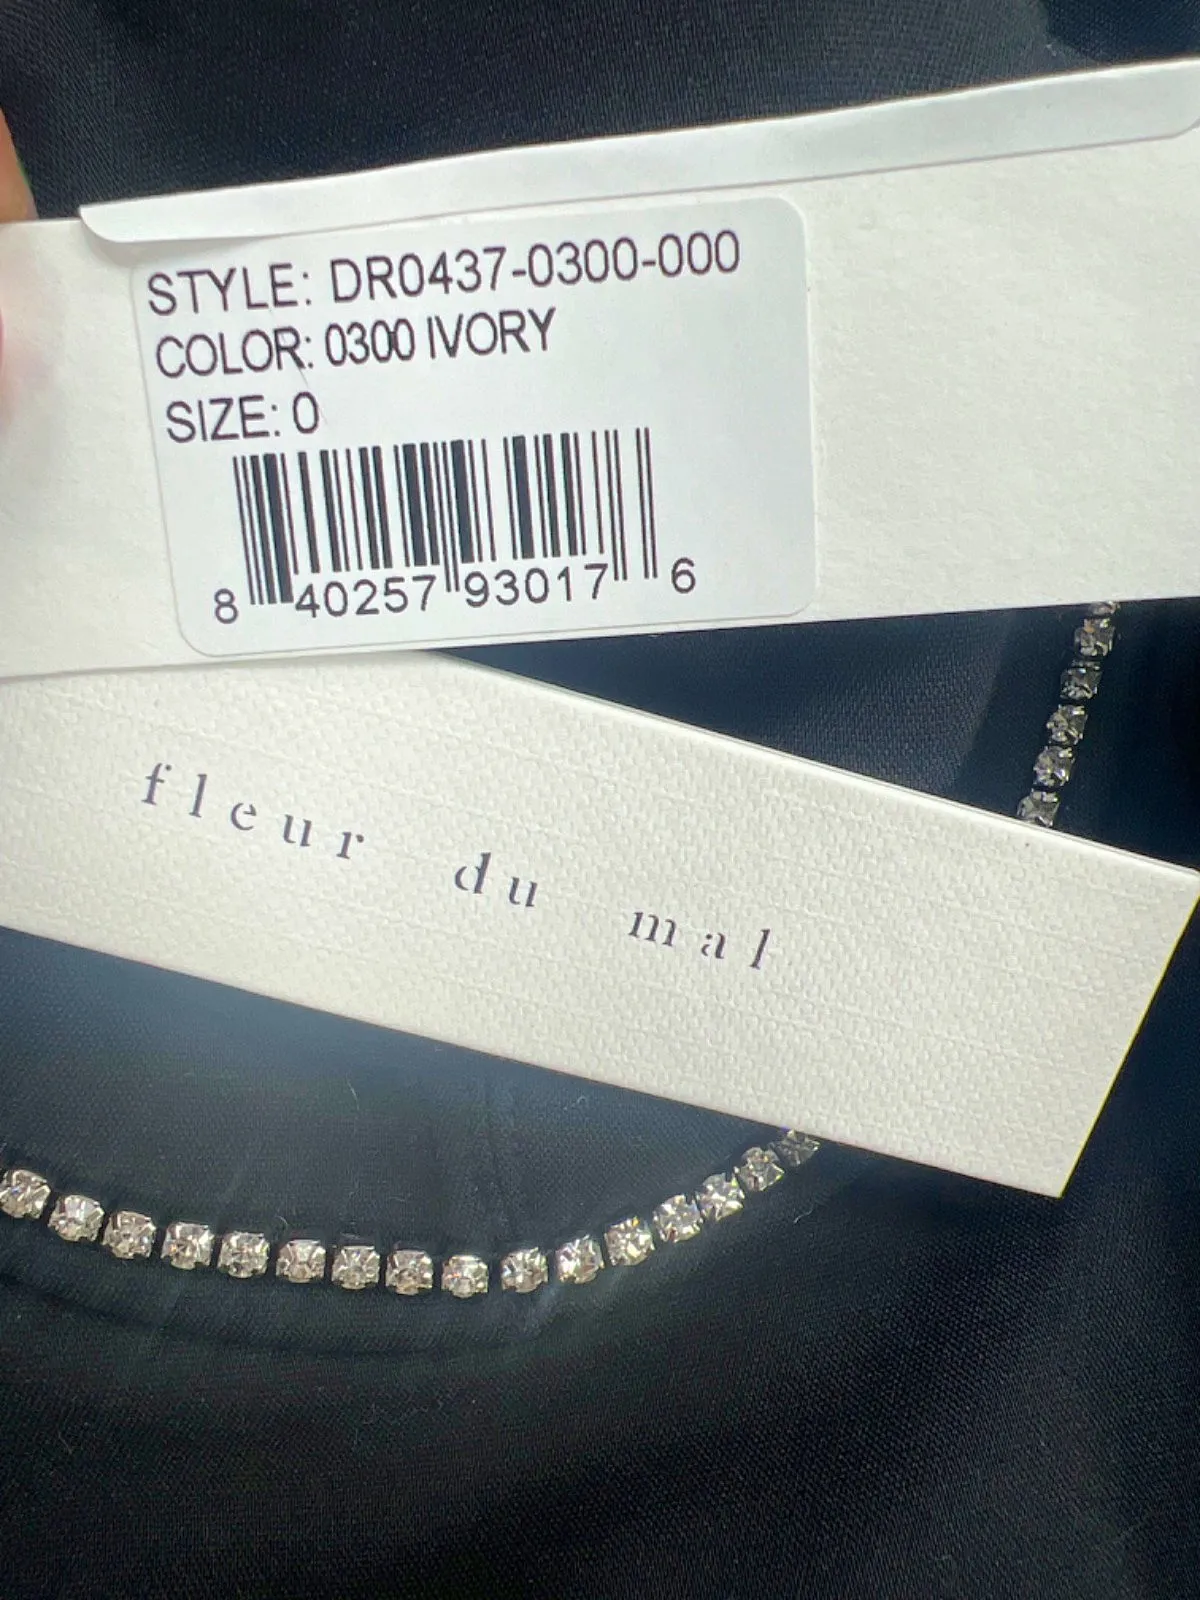 STYLE: DR0437-0300-000
COLOR: 0300 IVORY
SIZE: 0
8 40257 93017 6
fleur du mal